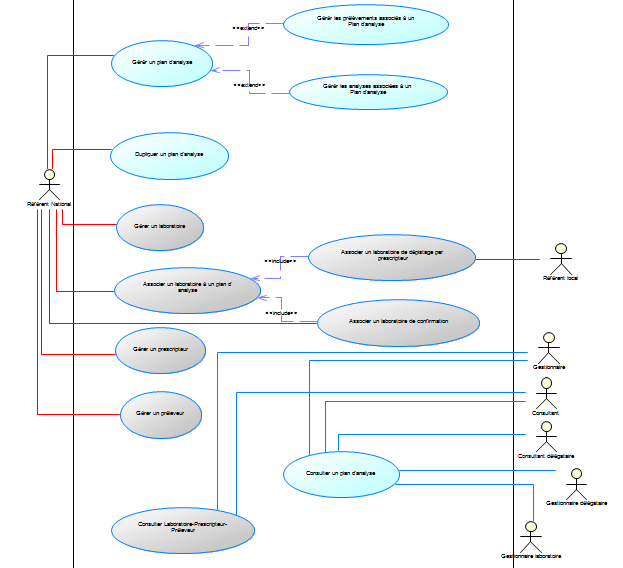 Gérer les prélèvements associés à un
Plan d'analyse
<<extend>>
Gérer un plan d'analyse
<<extend>>
Gérer les analyses associées à un
Plan d'analyse
Dupliquer un plan d'analyse
Référent National
Gérer un laboratoire
Associer un laboratoire de dépistage par
prescripteur
<<include>>
Référent local
Associer un laboratoire à un plan d'
analyse
<<include>>
Associer un laboratoire de confirmation
Gérer un prescripteur
Gestionnaire
Gérer un préleveur
Consultant
Consultant délégataire
Consulter un plan d'analyse
Gestionnaire délégataire
Consulter Laboratoire-Prescripteur-
Préleveur
Gestionnaire laboratoire